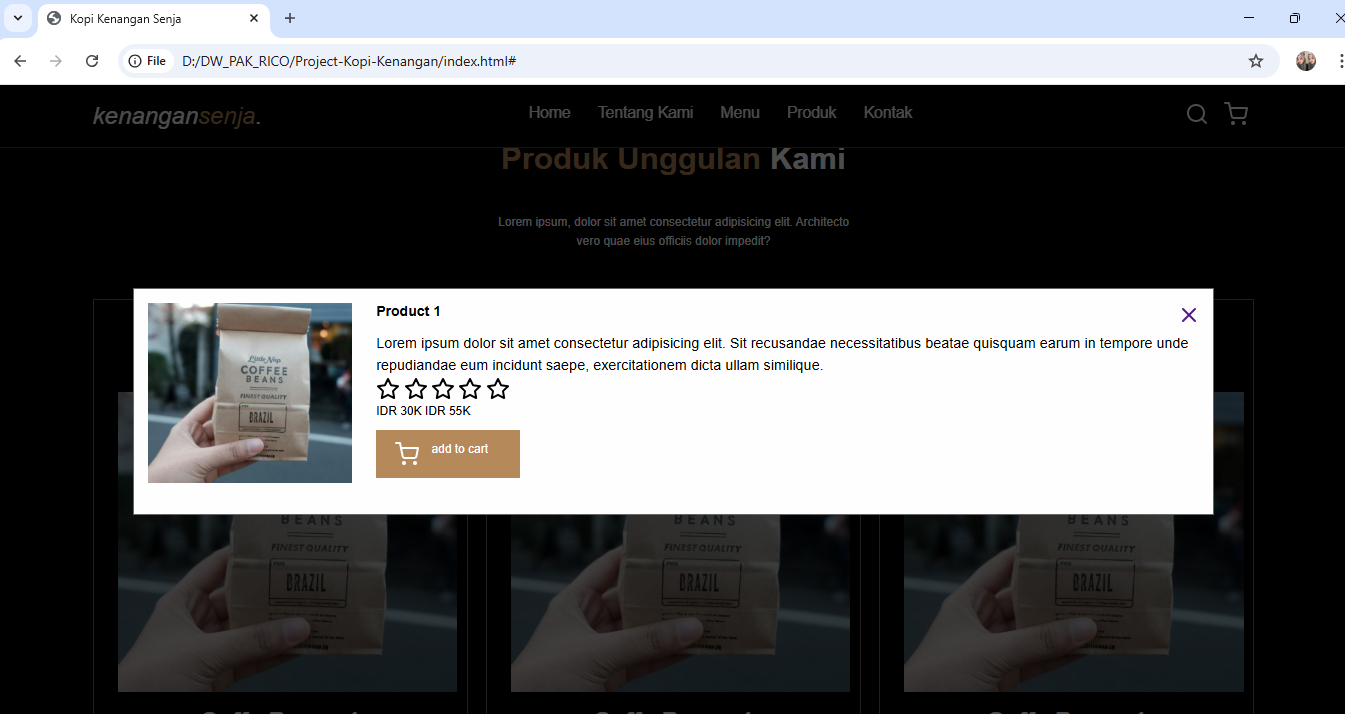 Kopi Kenangan Senja
File
D:/DW_PAK_RICO/Project-Kopi-Kenangan/index.html#
kenangansenja.
Home Tentang Kami Menu Produk Kontak
Produk Unggulan Kami
Lorem ipsum, dolor sit amet consectetur adipisicing elit. Architecto
vero quae eius officiis dolor impedit?
Little Nap
COFFEE
BEANS
FINEST QUALITY
BRAZIL
Product 1
Lorem ipsum dolor sit amet consectetur adipisicing elit. Sit recusandae necessitatibus beatae quisquam earum in tempore unde
repudiandae eum incidunt saepe, exercitationem dicta ullam similique.
IDR 30K IDR 55K
add to cart
BEANS
FINEST QUALITY
BRAZIL
BEANS
FINEST QUALITY
BRAZIL
BEANS
FINEST QUALITY
BRAZIL